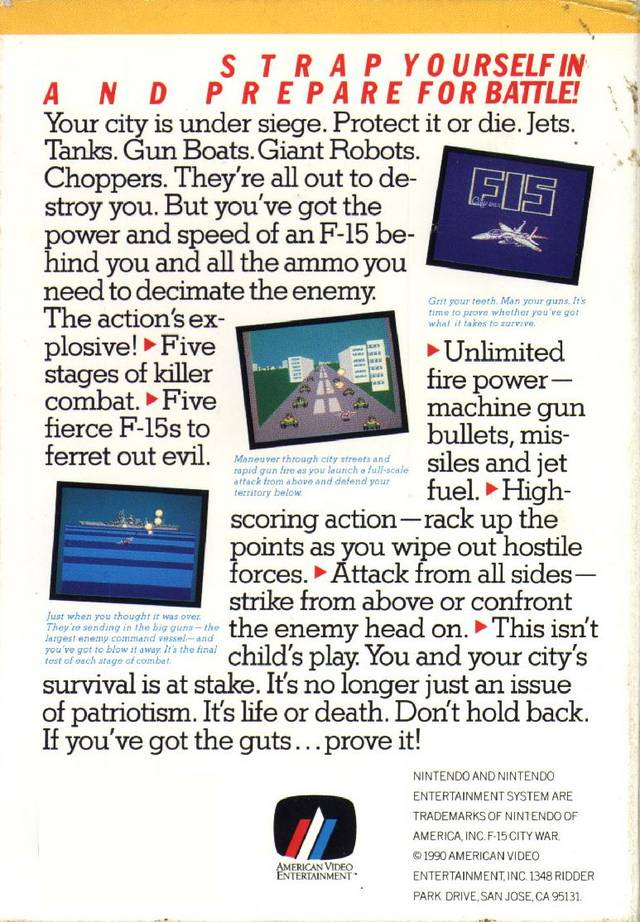 STRAP YOURSELF IN
AND PREPARE FOR BATTLE!
Your city is under siege. Protect it or die. Jets.
Tanks. Gun Boats. Giant Robots.
Choppers. They're all out to de-
stroy you. But you've got the
power and speed of an F-15 be-
hind you and all the ammo you
need to decimate the enemy.
The action's ex-
plosive! ▶ Five
stages of killer
combat. ▶ Five
fierce F-15s to
ferret out evil.
F15
City war
Grit your teeth. Man your guns. It's
time to prove whether you've got
what it takes to survive.
Maneuver through city streets and
rapid gun fire as you launch a full-scale
attack from above and defend your
territory below.
▶ Unlimited
fire power—
machine gun
bullets, mis-
siles and jet
fuel. ▶ High-
scoring action—rack up the
points as you wipe out hostile
forces. ▶ Attack from all sides—
strike from above or confront
the enemy head on. ▶ This isn't
child's play. You and your city's
survival is at stake. It's no longer just an issue
of patriotism. It's life or death. Don't hold back.
If you've got the guts...prove it!
Just when you thought it was over.
They're sending in the big guns—the
largest enemy command vessel—and
you've got to blow it away. It's the final
test of each stage of combat.
AMERICAN VIDEO
ENTERTAINMENT™
NINTENDO AND NINTENDO
ENTERTAINMENT SYSTEM ARE
TRADEMARKS OF NINTENDO OF
AMERICA, INC. F-15 CITY WAR.
©1990 AMERICAN VIDEO
ENTERTAINMENT, INC. 1348 RIDDER
PARK DRIVE, SAN JOSE, CA 95131.